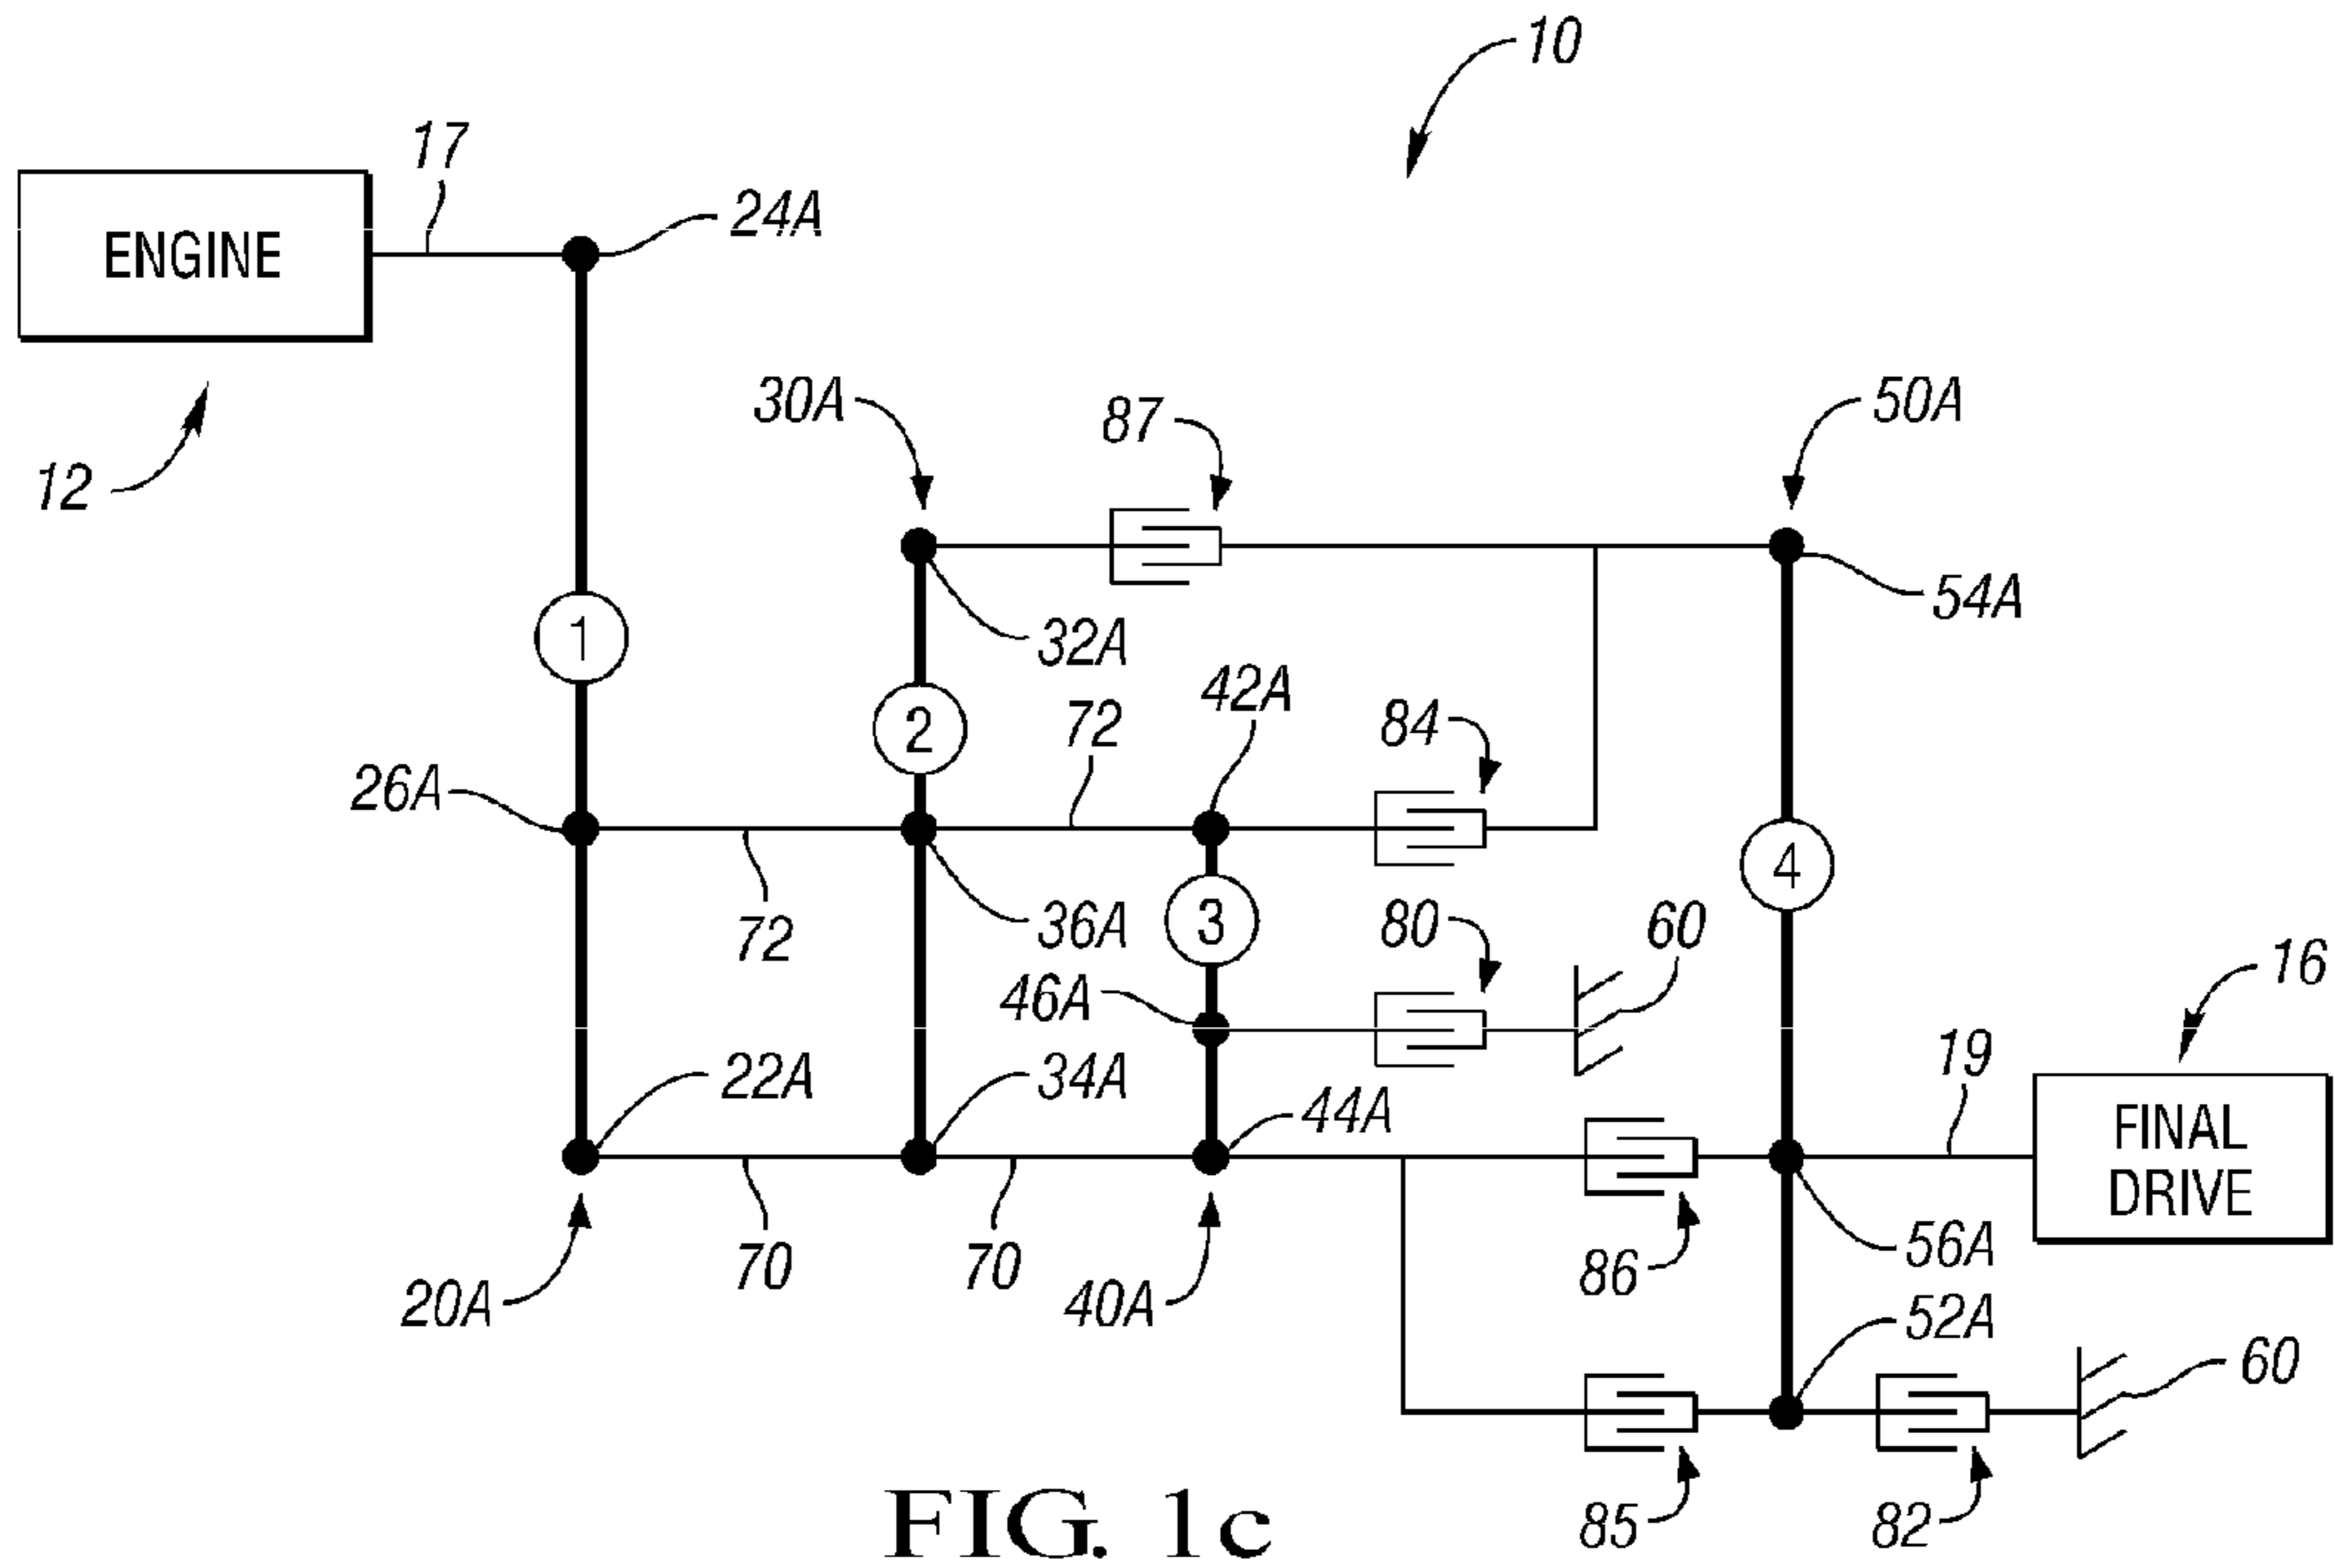 10
17
24A
ENGINE
12
30A
87
50A
32A
54A
1
42A
2
72
84
26A
4
36A
72
3
80
60
16
46A
22A
34A
44A
19
FINAL
DRIVE
20A
70
70
40A
86
56A
52A
60
85
82
FIG. 1c